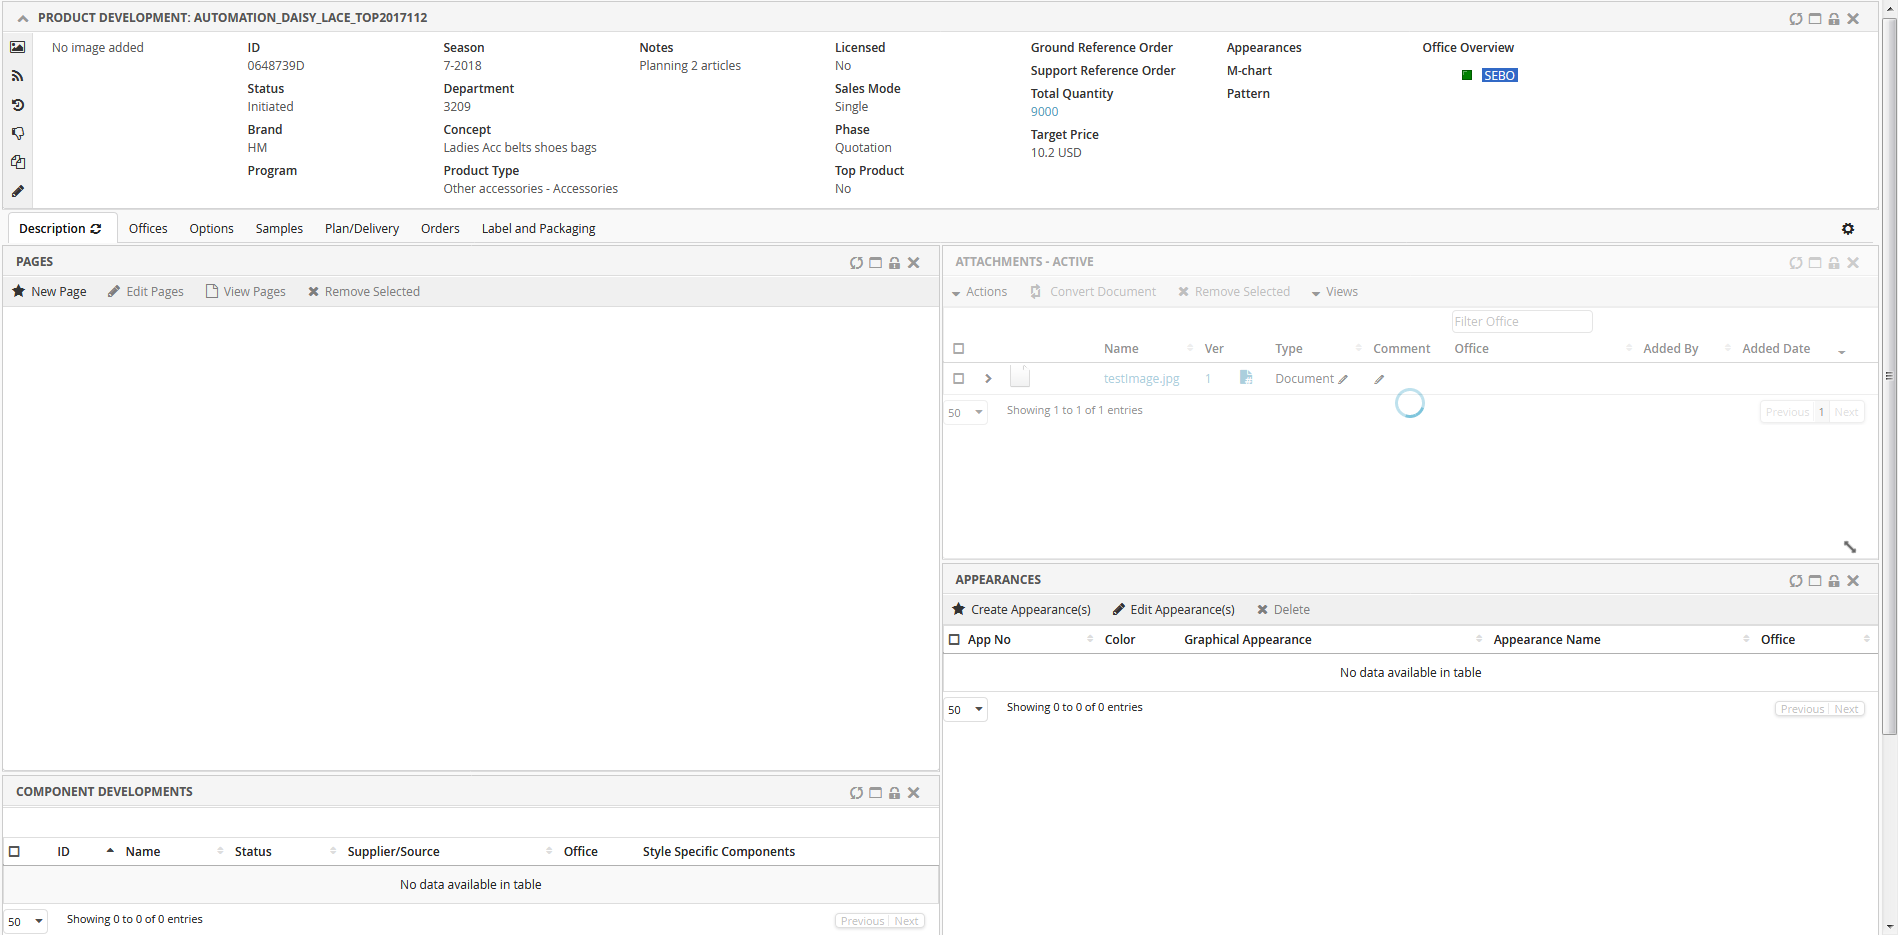 PRODUCT DEVELOPMENT: AUTOMATION_DAISY_LACE_TOP2017112
No image added
ID
0648739D
Status
Initiated
Brand
HM
Program
Season
7-2018
Department
3209
Concept
Ladies Acc belts shoes bags
Product Type
Other accessories - Accessories
Notes
Planning 2 articles
Licensed
No
Sales Mode
Single
Phase
Quotation
Top Product
No
Ground Reference Order
Support Reference Order
Total Quantity
9000
Target Price
10.2 USD
Appearances
M-chart
Pattern
Office Overview
SEBO
Description Offices Options Samples Plan/Delivery Orders Label and Packaging
PAGES
New Page Edit Pages View Pages Remove Selected
ATTACHMENTS - ACTIVE
Actions Convert Document Remove Selected Views
Filter Office
Name Ver Type Comment Office Added By Added Date
testImage.jpg 1 Document
50 Showing 1 to 1 of 1 entries Previous 1 Next
APPEARANCES
Create Appearance(s) Edit Appearance(s) Delete
App No Color Graphical Appearance Appearance Name Office
No data available in table
50 Showing 0 to 0 of 0 entries Previous Next
COMPONENT DEVELOPMENTS
ID Name Status Supplier/Source Office Style Specific Components
No data available in table
50 Showing 0 to 0 of 0 entries Previous Next